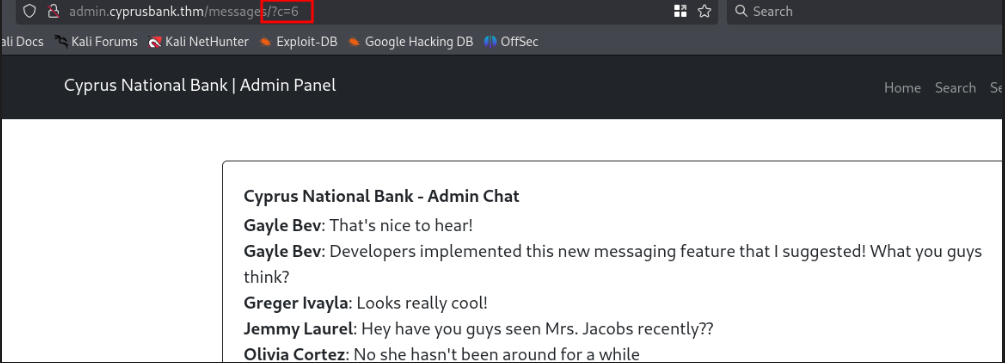 admin.cyprusbank.thm/messages/?c=6
Search
ali Docs Kali Forums Kali NetHunter Exploit-DB Google Hacking DB OffSec
Cyprus National Bank | Admin Panel
Home Search Se
Cyprus National Bank - Admin Chat
Gayle Bev: That's nice to hear!
Gayle Bev: Developers implemented this new messaging feature that I suggested! What you guys
think?
Greger Ivayla: Looks really cool!
Jemmy Laurel: Hey have you guys seen Mrs. Jacobs recently??
Olivia Cortez: No she hasn't been around for a while